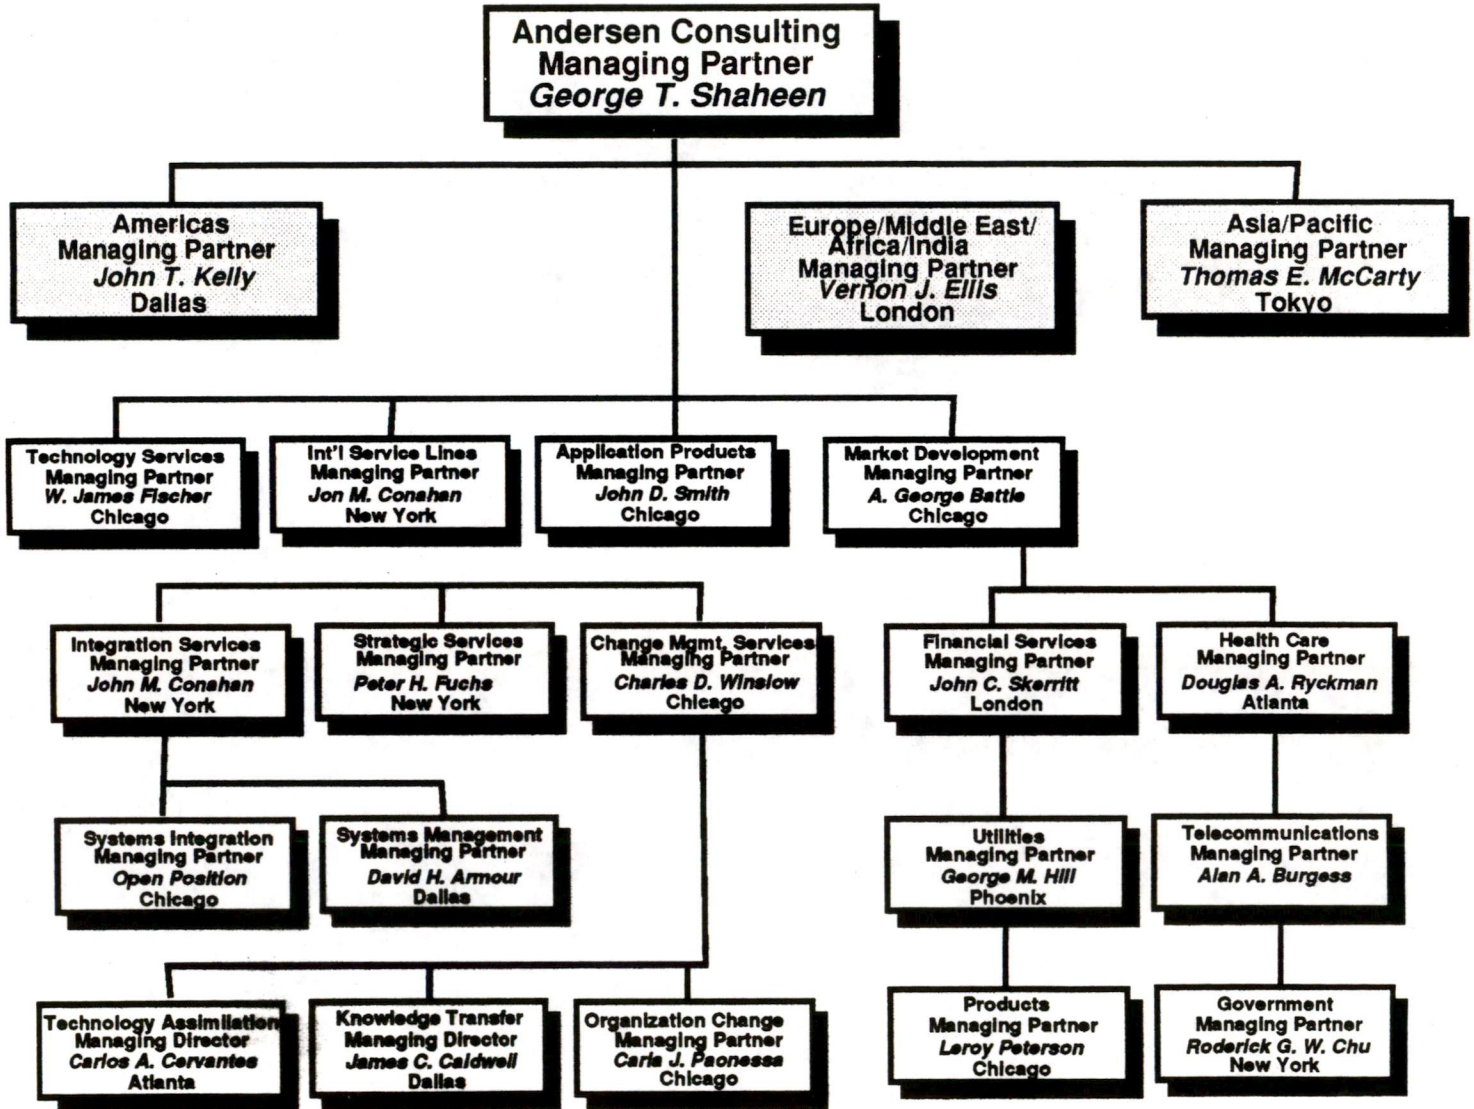 Andersen Consulting
Managing Partner
George T. Shaheen
Americas
Managing Partner
John T. Kelly
Dallas
Europe/Middle East/
Africa/India
Managing Partner
Vernon J. Ellis
London
Asia/Pacific
Managing Partner
Thomas E. McCarty
Tokyo
Technology Services
Managing Partner
W. James Fischer
Chicago
Int'l Service Lines
Managing Partner
Jon M. Conahan
New York
Application Products
Managing Partner
John D. Smith
Chicago
Market Development
Managing Partner
A. George Battle
Chicago
Integration Services
Managing Partner
John M. Conahan
New York
Strategic Services
Managing Partner
Peter H. Fuchs
New York
Change Mgmt. Services
Managing Partner
Charles D. Winslow
Chicago
Financial Services
Managing Partner
John C. Skerritt
London
Health Care
Managing Partner
Douglas A. Ryckman
Atlanta
Systems Integration
Managing Partner
Open Position
Chicago
Systems Management
Managing Partner
David H. Armour
Dallas
Utilities
Managing Partner
George M. Hill
Phoenix
Telecommunications
Managing Partner
Alan A. Burgess
Technology Assimilation
Managing Director
Carlos A. Cervantes
Atlanta
Knowledge Transfer
Managing Director
James C. Caldwell
Dallas
Organization Change
Managing Partner
Carla J. Paonessa
Chicago
Products
Managing Partner
Leroy Peterson
Chicago
Government
Managing Partner
Roderick G. W. Chu
New York